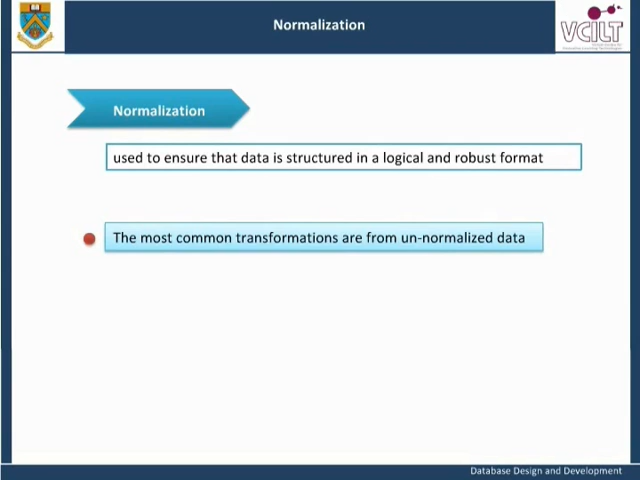 Normalization
VCILT
Normalization
used to ensure that data is structured in a logical and robust format
The most common transformations are from un-normalized data
Database Design and Development